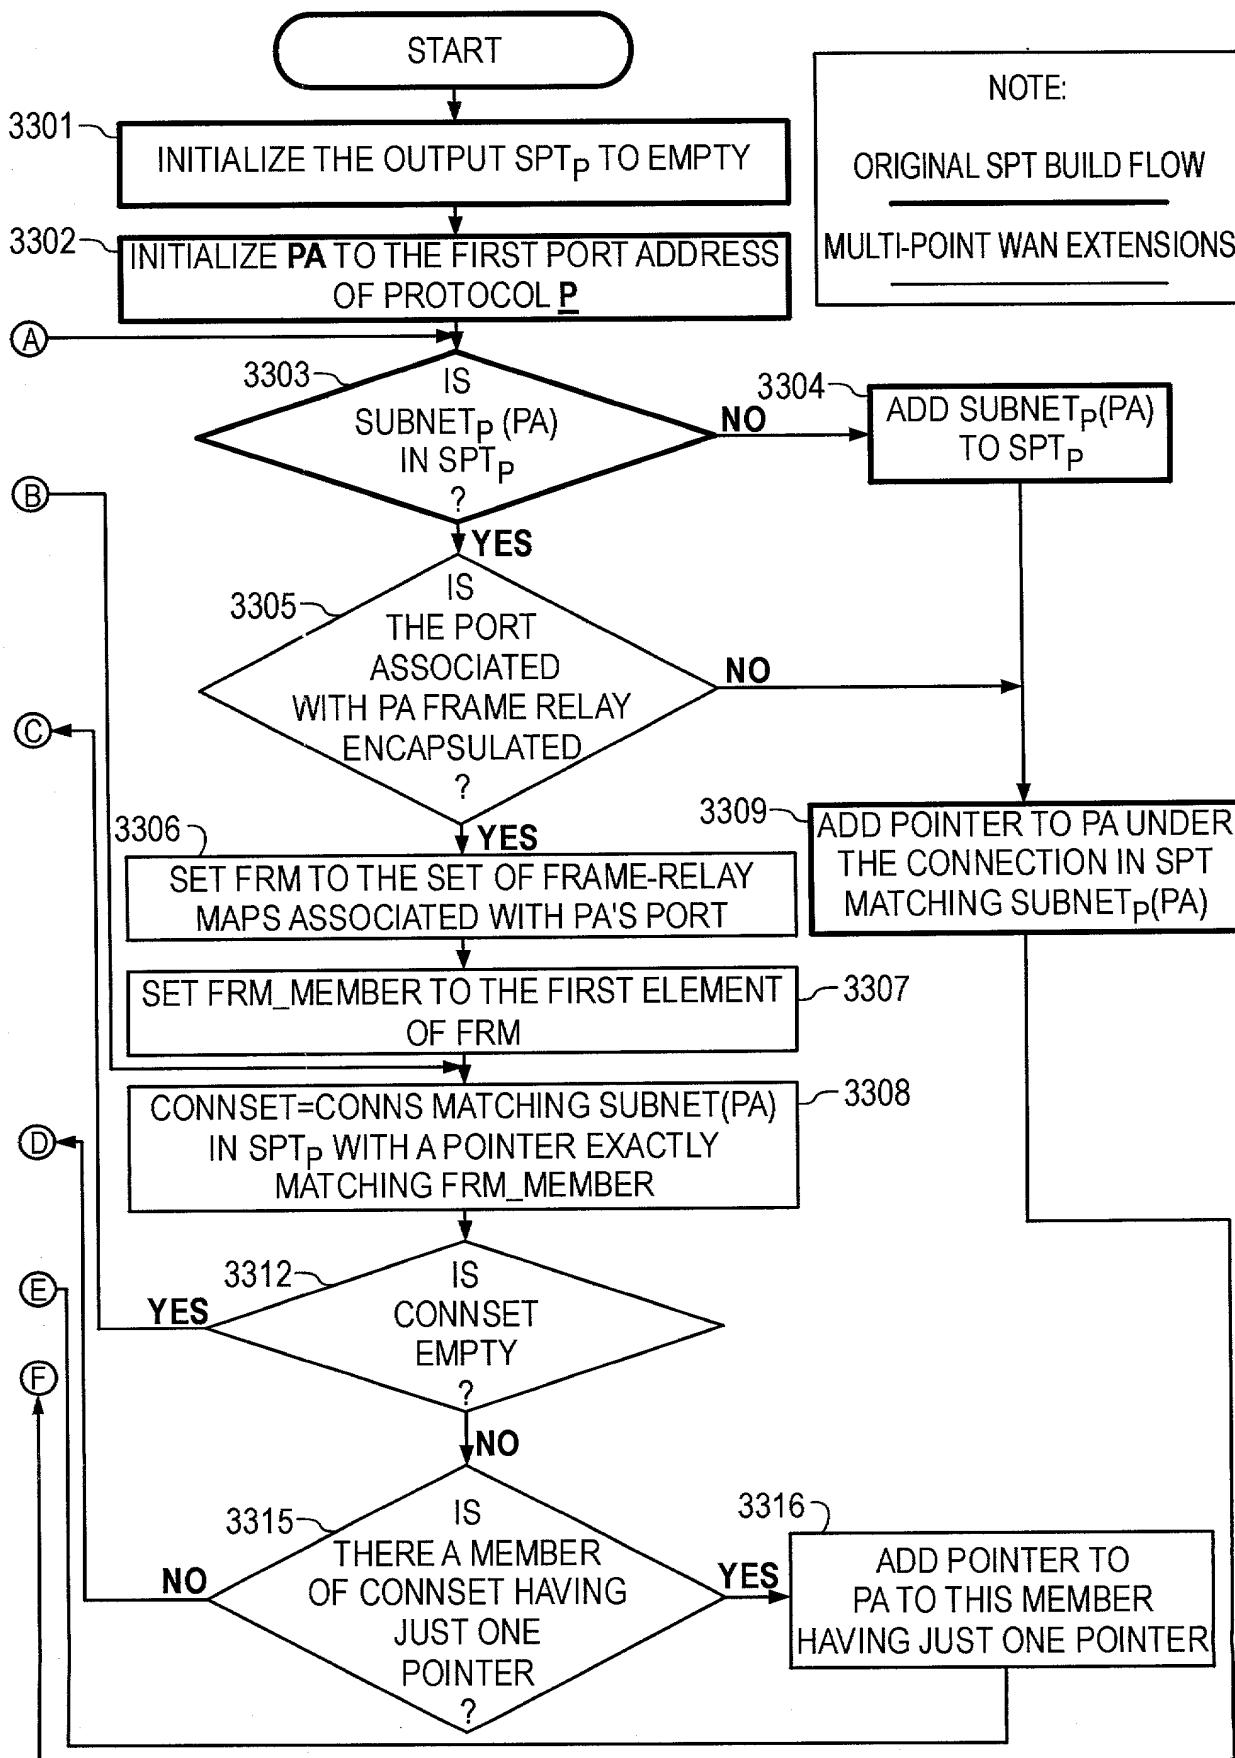 START
NOTE:
ORIGINAL SPT BUILD FLOW
MULTI-POINT WAN EXTENSIONS
3301
INITIALIZE THE OUTPUT SPTP TO EMPTY
3302
INITIALIZE PA TO THE FIRST PORT ADDRESS
OF PROTOCOL P
A
3303
IS
SUBNETP (PA)
IN SPTP
?
NO
3304
ADD SUBNETP(PA)
TO SPTP
B
YES
3305
IS
THE PORT
ASSOCIATED
WITH PA FRAME RELAY
ENCAPSULATED
?
NO
C
YES
3306
SET FRM TO THE SET OF FRAME-RELAY
MAPS ASSOCIATED WITH PA'S PORT
3309
ADD POINTER TO PA UNDER
THE CONNECTION IN SPT
MATCHING SUBNETP(PA)
SET FRM_MEMBER TO THE FIRST ELEMENT
OF FRM
3307
CONNSET=CONNS MATCHING SUBNET(PA)
IN SPTP WITH A POINTER EXACTLY
MATCHING FRM_MEMBER
3308
D
3312
IS
CONNSET
EMPTY
?
YES
E
F
NO
3315
IS
THERE A MEMBER
OF CONNSET HAVING
JUST ONE
POINTER
?
NO
YES
3316
ADD POINTER TO
PA TO THIS MEMBER
HAVING JUST ONE POINTER